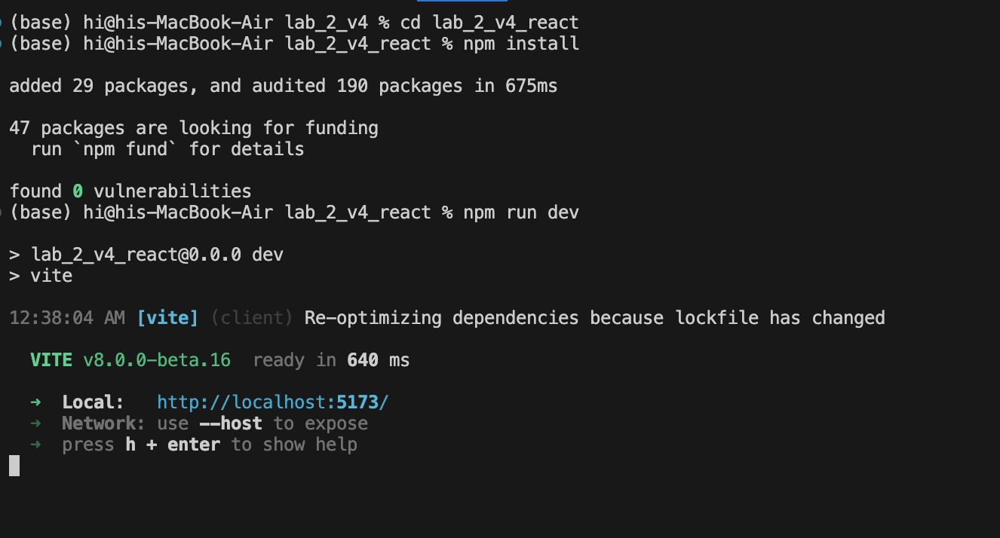 (base) hi@his-MacBook-Air lab_2_v4 % cd lab_2_v4_react
(base) hi@his-MacBook-Air lab_2_v4_react % npm install
added 29 packages, and audited 190 packages in 675ms
47 packages are looking for funding
  run `npm fund` for details
found 0 vulnerabilities
(base) hi@his-MacBook-Air lab_2_v4_react % npm run dev
> lab_2_v4_react@0.0.0 dev
> vite
12:38:04 AM [vite] (client) Re-optimizing dependencies because lockfile has changed
  VITE v8.0.0-beta.16  ready in 640 ms
  ➜  Local:   http://localhost:5173/
  ➜  Network: use --host to expose
  ➜  press h + enter to show help